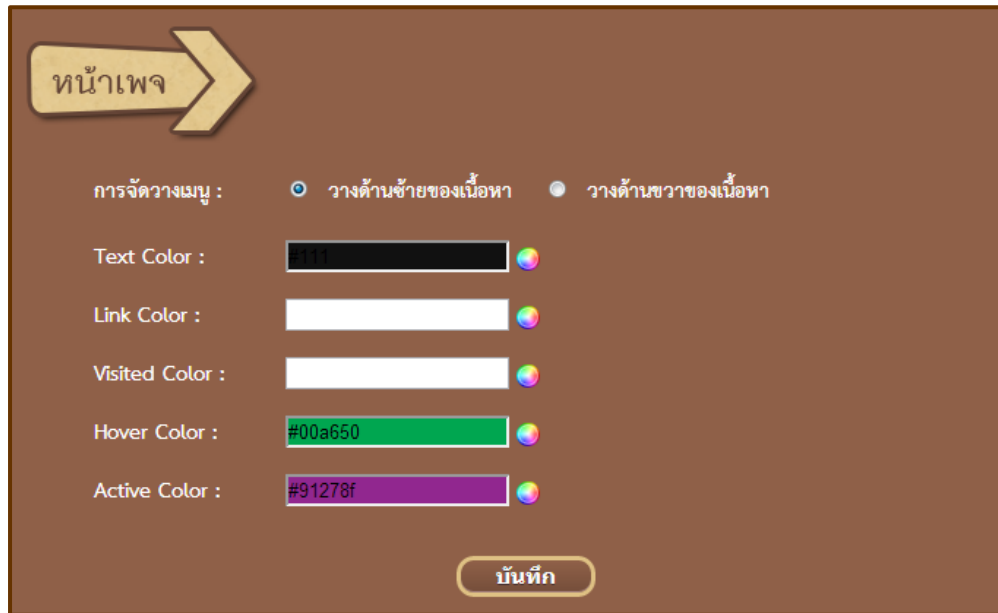 หน้าเพจ
การจัดวางเมนู : วางด้านซ้ายของเนื้อหา วางด้านขวาของเนื้อหา
Text Color : #111
Link Color :
Visited Color :
Hover Color : #00a650
Active Color : #91278f
บันทึก